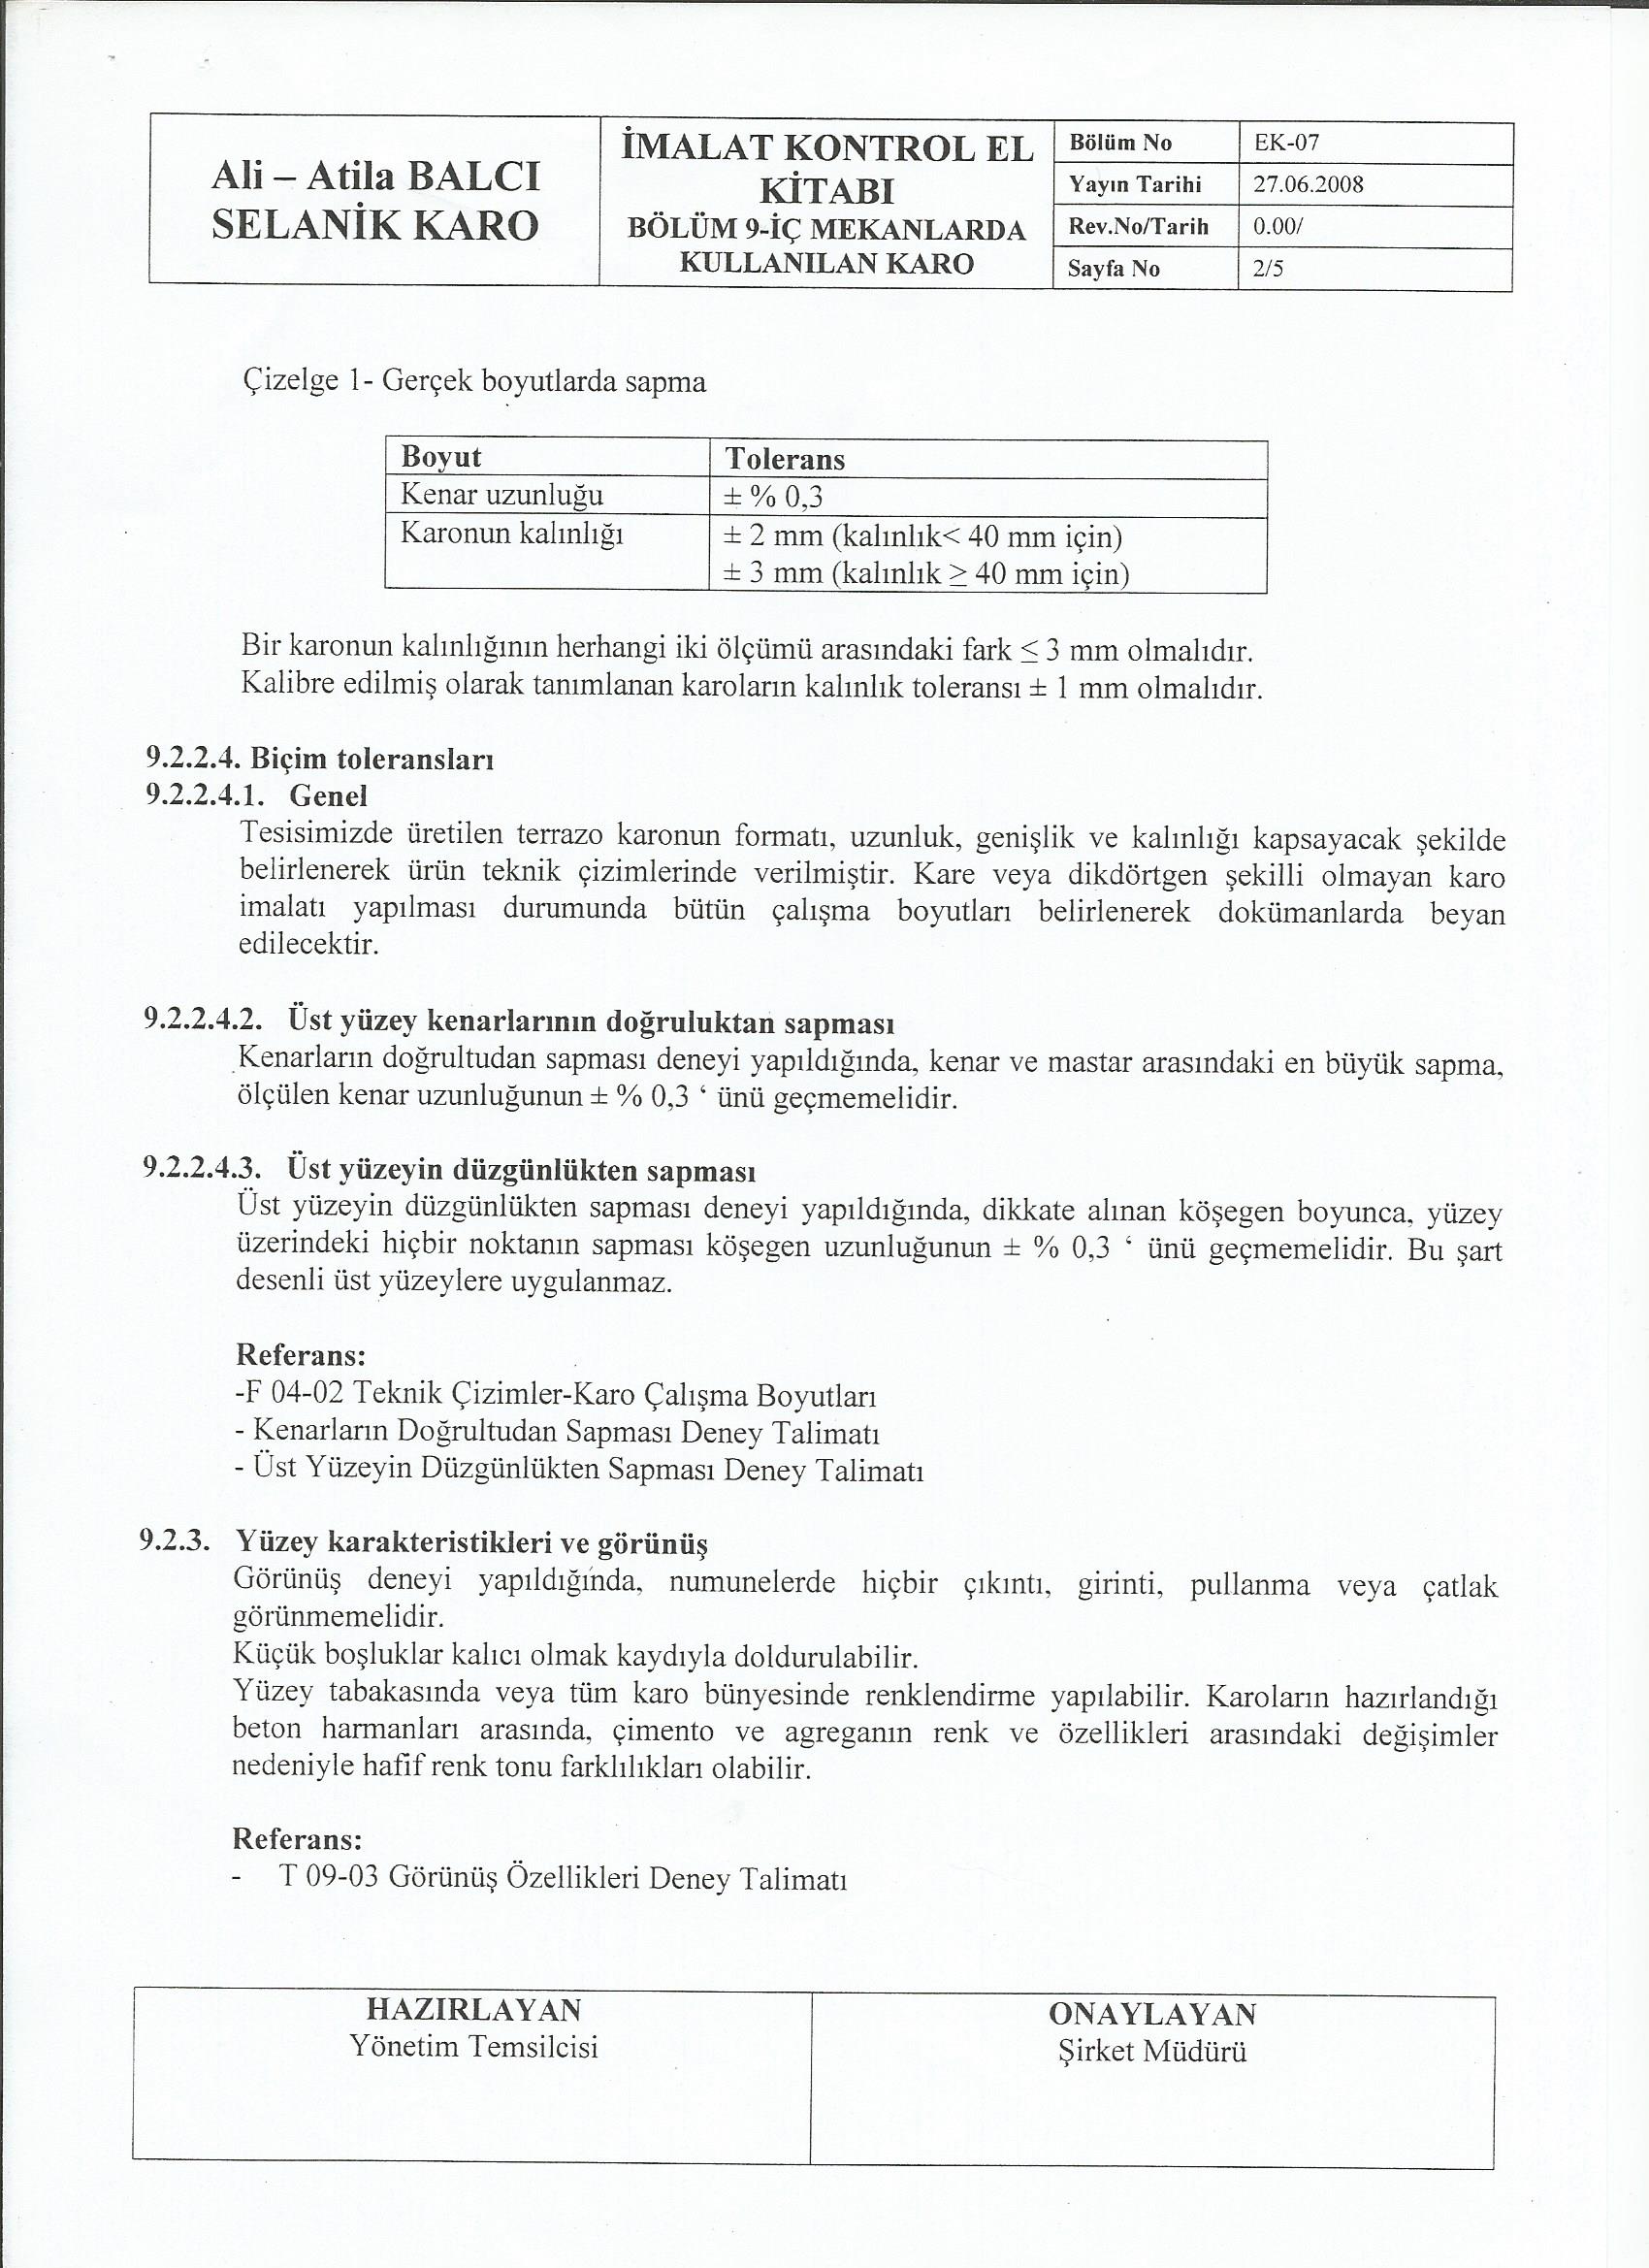 Ali – Atila BALCI
SELANİK KARO
İMALAT KONTROL EL
KİTABI
BÖLÜM 9-İÇ MEKANLARDA
KULLANILAN KARO
Bölüm No EK-07
Yayın Tarihi 27.06.2008
Rev.No/Tarih 0.00/
Sayfa No 2/5
Çizelge 1- Gerçek boyutlarda sapma
Boyut Tolerans
Kenar uzunluğu ± % 0,3
Karonun kalınlığı ± 2 mm (kalınlık< 40 mm için)
± 3 mm (kalınlık ≥ 40 mm için)
Bir karonun kalınlığının herhangi iki ölçümü arasındaki fark ≤ 3 mm olmalıdır.
Kalibre edilmiş olarak tanımlanan karoların kalınlık toleransı ± 1 mm olmalıdır.
9.2.2.4. Biçim toleransları
9.2.2.4.1. Genel
Tesisimizde üretilen terrazo karonun formatı, uzunluk, genişlik ve kalınlığı kapsayacak şekilde
belirlenerek ürün teknik çizimlerinde verilmiştir. Kare veya dikdörtgen şekilli olmayan karo
imalatı yapılması durumunda bütün çalışma boyutları belirlenerek dokümanlarda beyan
edilecektir.
9.2.2.4.2. Üst yüzey kenarlarının doğruluktan sapması
Kenarların doğrultudan sapması deneyi yapıldığında, kenar ve mastar arasındaki en büyük sapma,
ölçülen kenar uzunluğunun ± % 0,3 ‘ ünü geçmemelidir.
9.2.2.4.3. Üst yüzeyin düzgünlükten sapması
Üst yüzeyin düzgünlükten sapması deneyi yapıldığında, dikkate alınan köşegen boyunca, yüzey
üzerindeki hiçbir noktanın sapması köşegen uzunluğunun ± % 0,3 ‘ ünü geçmemelidir. Bu şart
desenli üst yüzeylere uygulanmaz.
Referans:
-F 04-02 Teknik Çizimler-Karo Çalışma Boyutları
- Kenarların Doğrultudan Sapması Deney Talimatı
- Üst Yüzeyin Düzgünlükten Sapması Deney Talimatı
9.2.3. Yüzey karakteristikleri ve görünüş
Görünüş deneyi yapıldığında, numunelerde hiçbir çıkıntı, girinti, pullanma veya çatlak
görünmemelidir.
Küçük boşluklar kalıcı olmak kaydıyla doldurulabilir.
Yüzey tabakasında veya tüm karo bünyesinde renklendirme yapılabilir. Karoların hazırlandığı
beton harmanları arasında, çimento ve agreganın renk ve özellikleri arasındaki değişimler
nedeniyle hafif renk tonu farklılıkları olabilir.
Referans:
- T 09-03 Görünüş Özellikleri Deney Talimatı
HAZIRLAYAN
Yönetim Temsilcisi
ONAYLAYAN
Şirket Müdürü